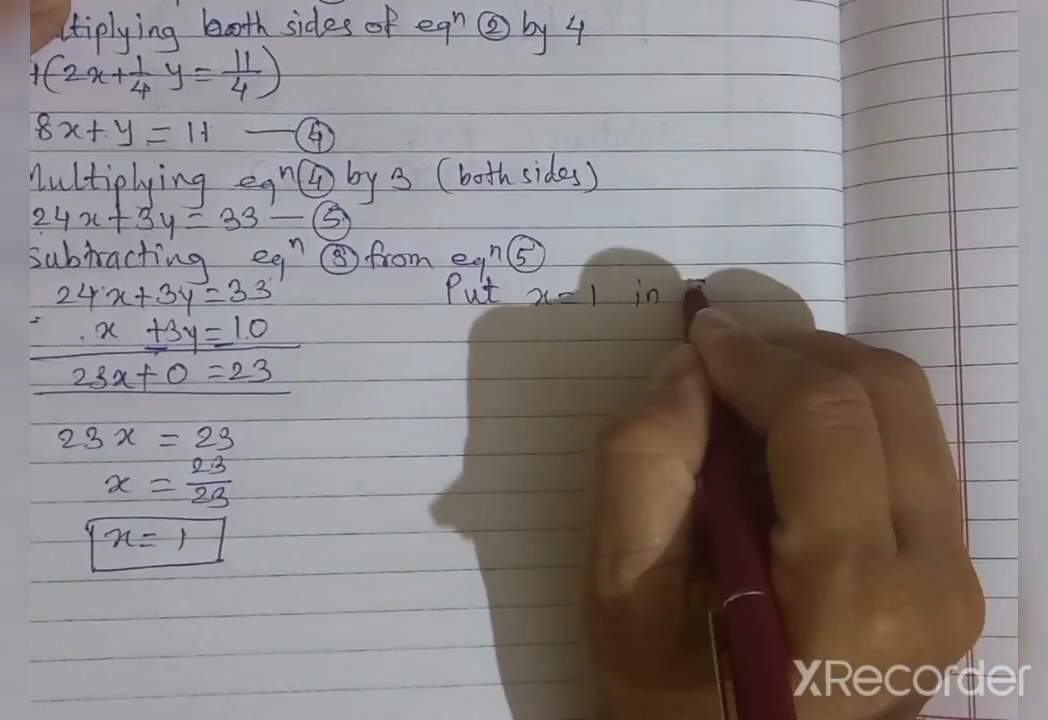 ltiplying both sides of eqⁿ ② by 4
(2x + 1/4 y = 11/4)
8x + y = 11 — ④
Multiplying eqⁿ ④ by 3 (both sides)
24x + 3y = 33 — ⑤
Subtracting eqⁿ ③ from eqⁿ ⑤
24x + 3y = 33
- x + 3y = 10
23x + 0 = 23
23x = 23
x = 23/23
x = 1
Put x = 1 in
XRecorder